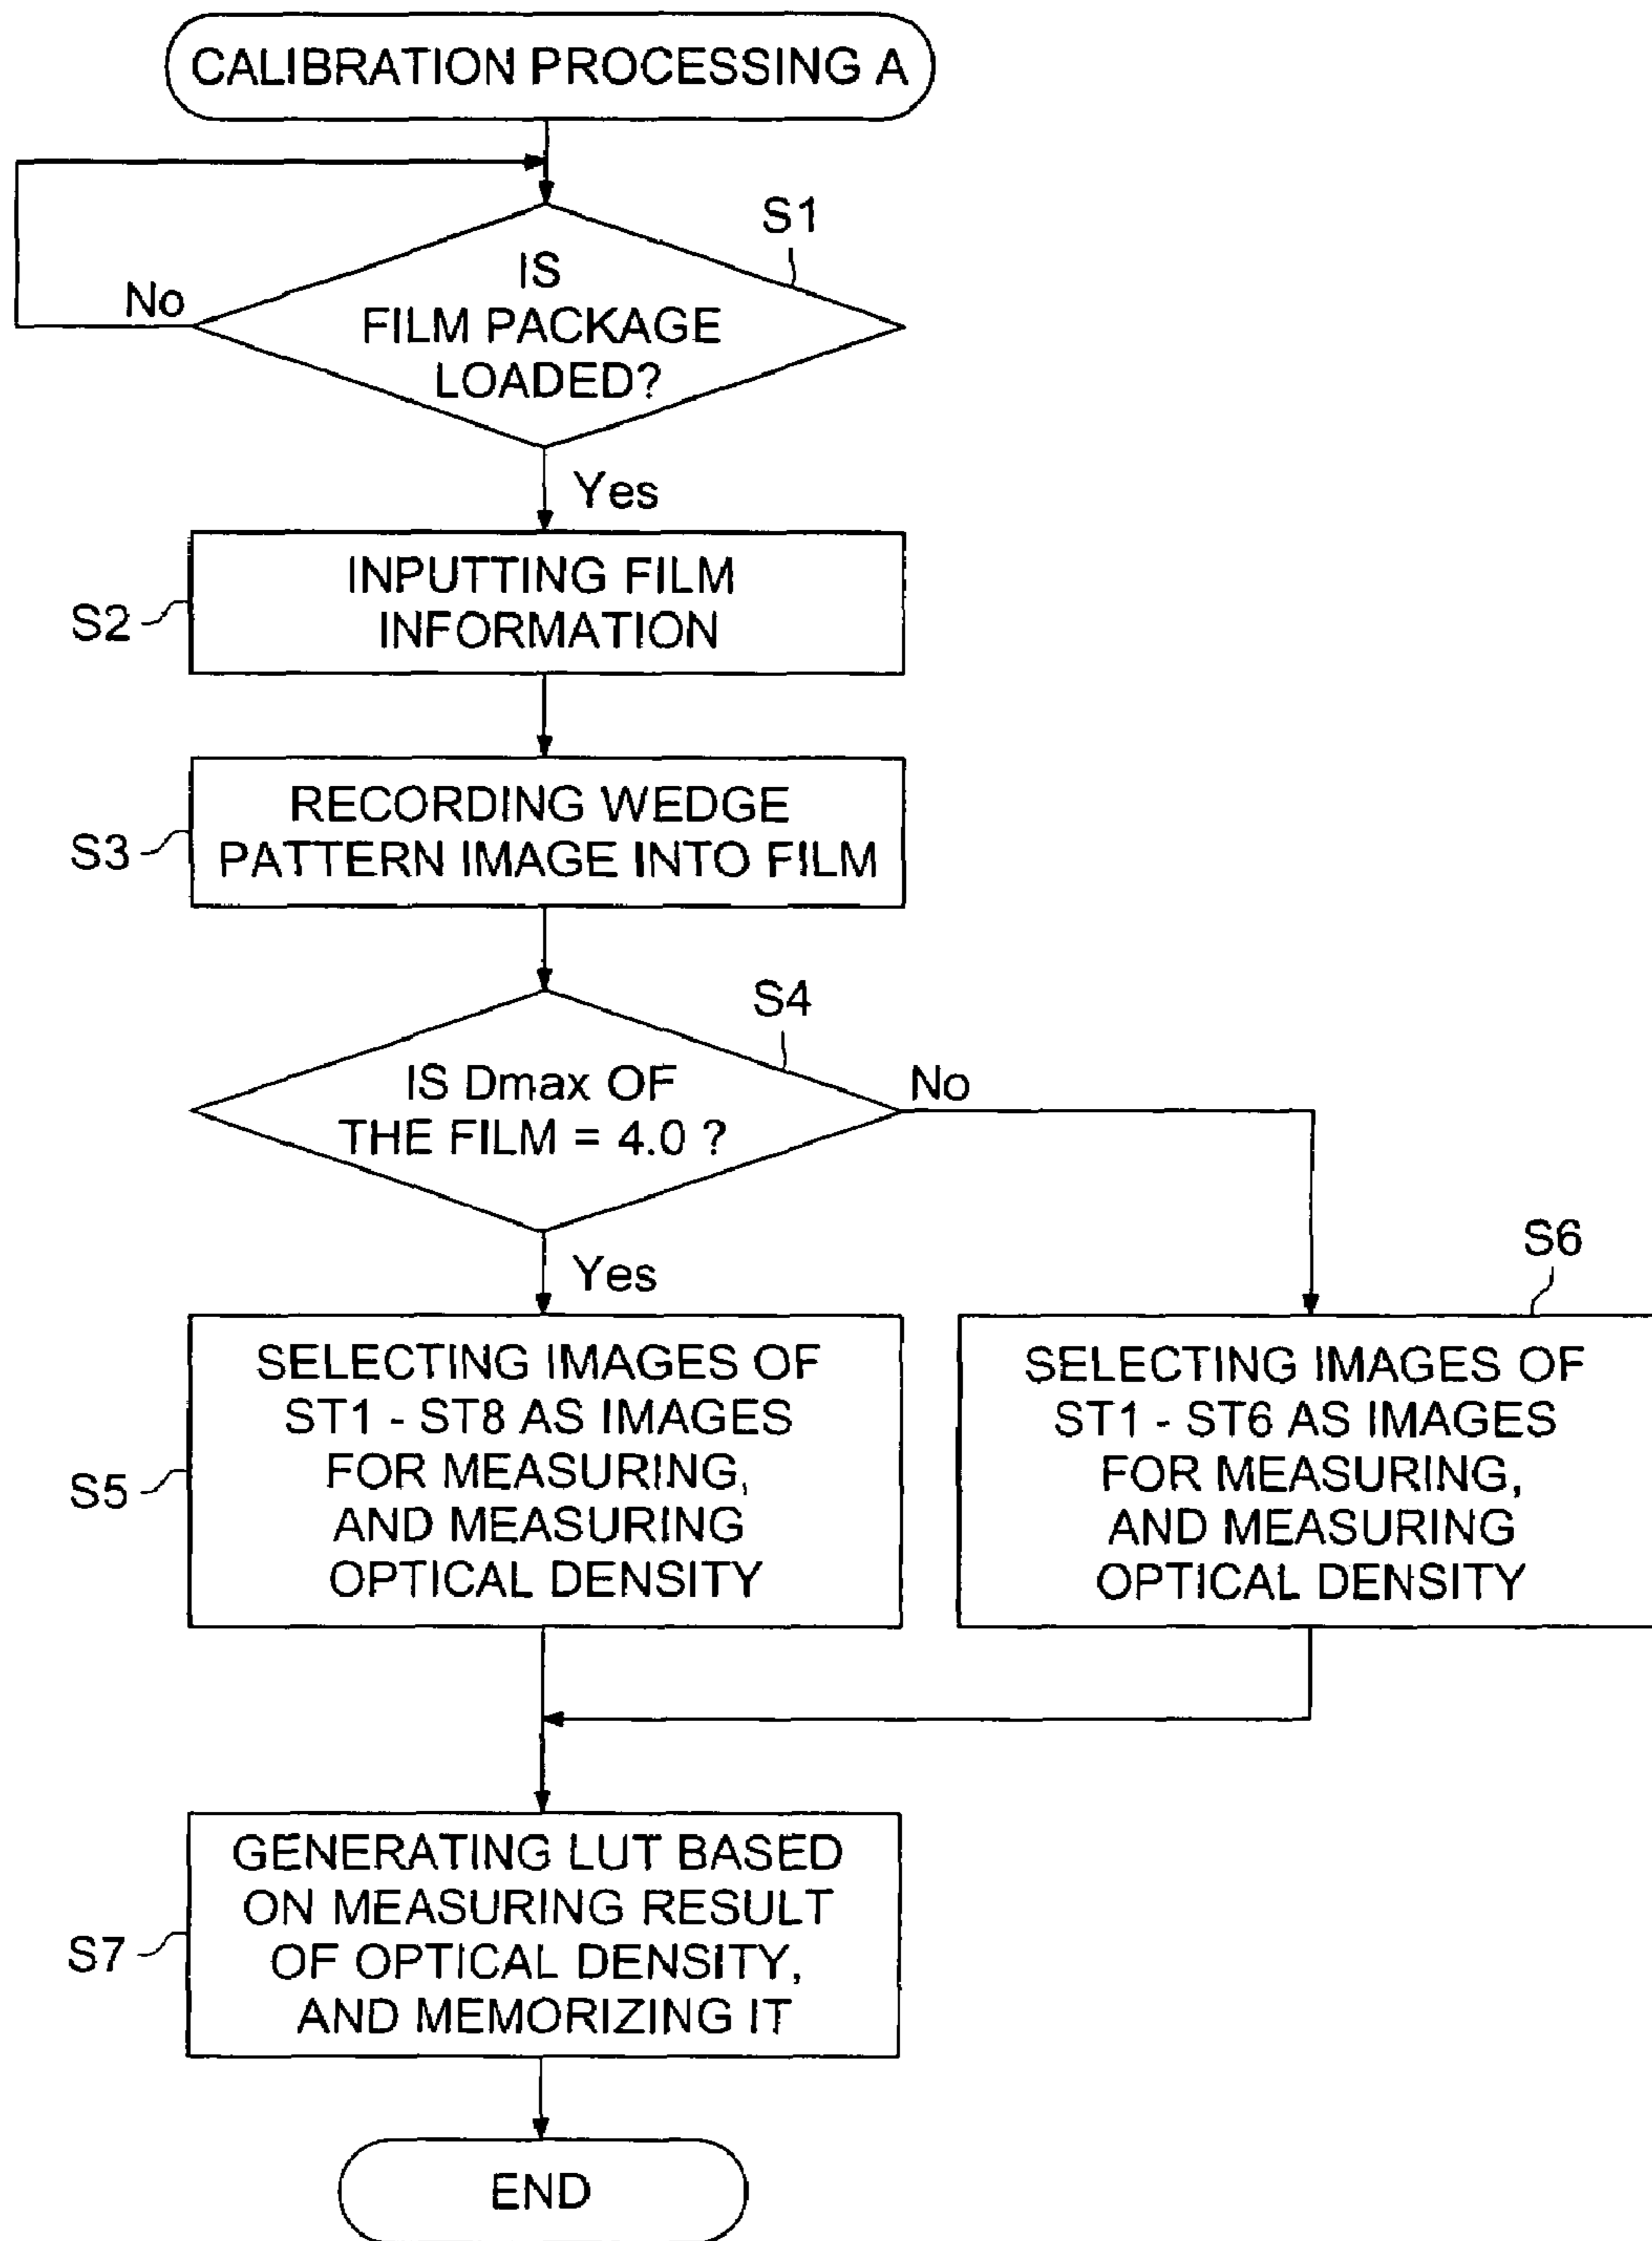 CALIBRATION PROCESSING A
S1
IS
FILM PACKAGE
LOADED?
No
Yes
S2
INPUTTING FILM
INFORMATION
S3
RECORDING WEDGE
PATTERN IMAGE INTO FILM
S4
IS Dmax OF
THE FILM = 4.0 ?
No
Yes
S5
SELECTING IMAGES OF
ST1 - ST8 AS IMAGES
FOR MEASURING,
AND MEASURING
OPTICAL DENSITY
S6
SELECTING IMAGES OF
ST1 - ST6 AS IMAGES
FOR MEASURING,
AND MEASURING
OPTICAL DENSITY
S7
GENERATING LUT BASED
ON MEASURING RESULT
OF OPTICAL DENSITY,
AND MEMORIZING IT
END